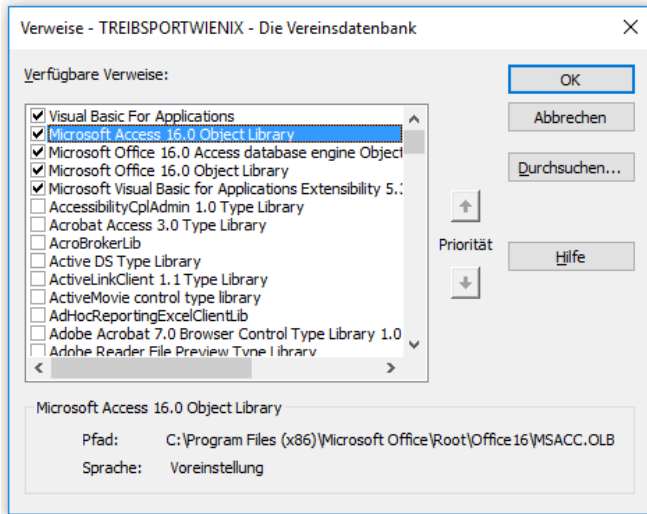 Verweise - TREIBSPORTWIENIX - Die Vereinsdatenbank
Verfügbare Verweise:
Visual Basic For Applications
Microsoft Access 16.0 Object Library
Microsoft Office 16.0 Access database engine Object
Microsoft Office 16.0 Object Library
Microsoft Visual Basic for Applications Extensibility 5.
AccessibilityCplAdmin 1.0 Type Library
Acrobat Access 3.0 Type Library
AcroBrokerLib
Active DS Type Library
ActiveLinkClient 1.1 Type Library
ActiveMovie control type library
AdHocReportingExcelClientLib
Adobe Acrobat 7.0 Browser Control Type Library 1.0
Adobe Reader File Preview Type Library
OK
Abbrechen
Durchsuchen...
Priorität
Hilfe
Microsoft Access 16.0 Object Library
Pfad: C:\Program Files (x86)\Microsoft Office\Root\Office16\MSACC.OLB
Sprache: Voreinstellung